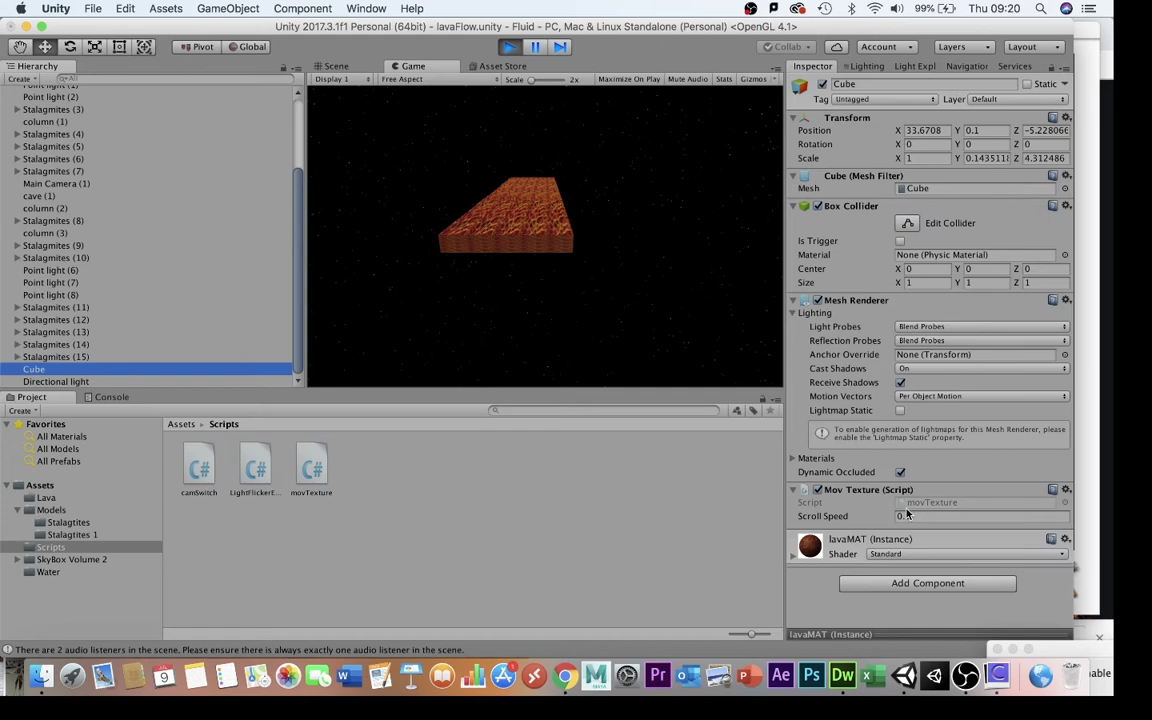 Unity File Edit Assets GameObject Component Window Help 99% Thu 09:20
Unity 2017.3.1f1 Personal (64bit) - lavaFlow.unity - Fluid - PC, Mac & Linux Standalone (Personal) <OpenGL 4.1>
Pivot Global Collab Account Layers Layout
Hierarchy Scene Game Asset Store Inspector Lighting Light Expl Navigation Services
Create All Display 1 Free Aspect Scale 2x Maximize On Play Mute Audio Stats Gizmos
Cube Static
Tag Untagged Layer Default
Point light (2)
Stalagmites (3)
column (1)
Stalagmites (4)
Stalagmites (5)
Stalagmites (6)
Stalagmites (7)
Main Camera (1)
cave (1)
column (2)
Stalagmites (8)
column (3)
Stalagmites (9)
Stalagmites (10)
Point light (6)
Point light (7)
Point light (8)
Stalagmites (11)
Stalagmites (12)
Stalagmites (13)
Stalagmites (14)
Stalagmites (15)
Cube
Directional light
Transform
Position X 33.6708 Y 0.1 Z -5.228066
Rotation X 0 Y 0 Z 0
Scale X 1 Y 0.1435118 Z 4.312486
Cube (Mesh Filter)
Mesh Cube
Box Collider
Edit Collider
Is Trigger
Material None (Physic Material)
Center X 0 Y 0 Z 0
Size X 1 Y 1 Z 1
Mesh Renderer
Lighting
Light Probes Blend Probes
Reflection Probes Blend Probes
Anchor Override None (Transform)
Cast Shadows On
Receive Shadows
Motion Vectors Per Object Motion
Lightmap Static
To enable generation of lightmaps for this Mesh Renderer, please
enable the 'Lightmap Static' property.
Materials
Dynamic Occluded
Mov Texture (Script)
Script movTexture
Scroll Speed
lavaMAT (Instance)
Shader Standard
Add Component
lavaMAT (Instance)
Project Console
Create
Favorites
All Materials
All Models
All Prefabs
Assets
Lava
Models
Stalagtites
Stalagtites 1
Scripts
SkyBox Volume 2
Water
Assets Scripts
C# C# C#
camSwitch LightFlickerE... movTexture
There are 2 audio listeners in the scene. Please ensure there is always exactly one audio listener in the scene.
Pr Ae Ps Dw